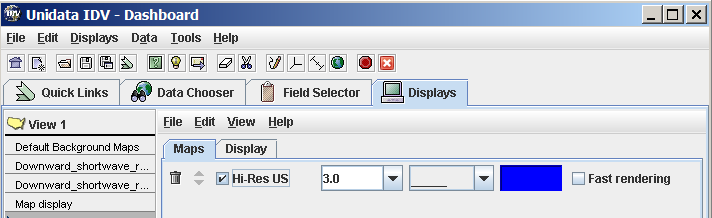 Unidata IDV - Dashboard
File Edit Displays Data Tools Help
Quick Links Data Chooser Field Selector Displays
View 1
Default Background Maps
Downward_shortwave_r...
Downward_shortwave_r...
Map display
File Edit View Help
Maps Display
Hi-Res US 3.0 Fast rendering